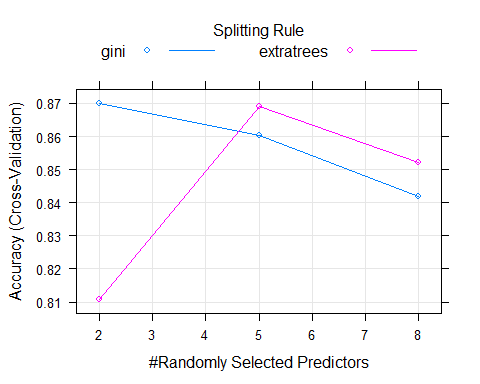 Splitting Rule
gini extratrees
0.87
0.86
0.85
0.84
0.83
0.82
0.81
Accuracy (Cross-Validation)
2 3 4 5 6 7 8
#Randomly Selected Predictors